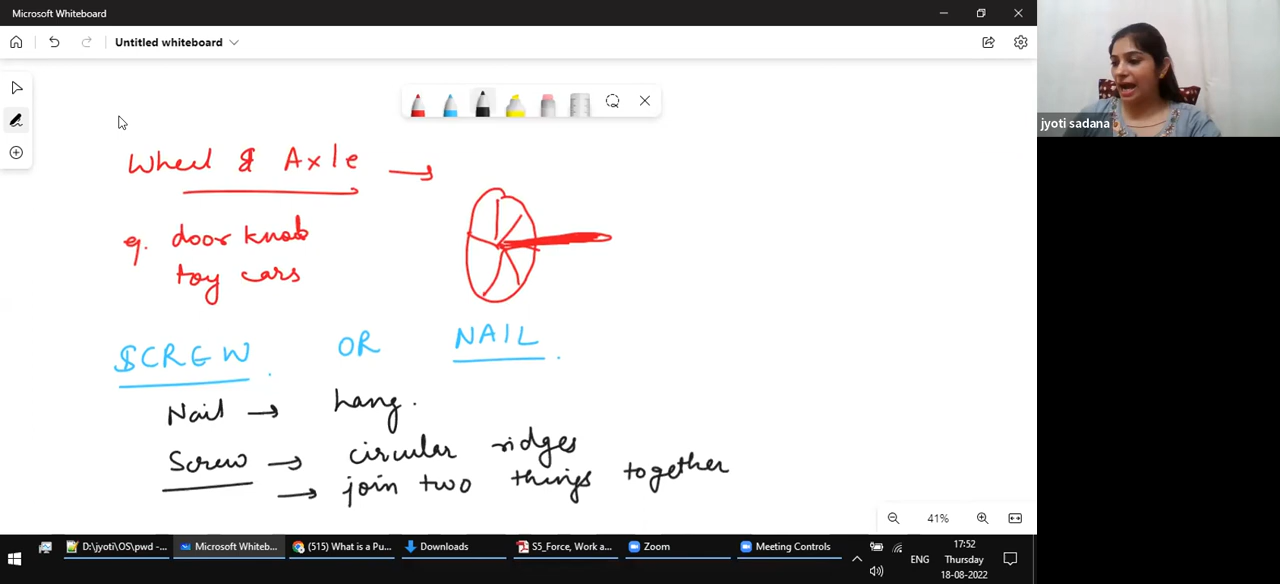 Microsoft Whiteboard
Untitled whiteboard
jyoti sadana
Wheel & Axle →
eg. door knob
toy cars
SCREW OR NAIL.
Nail → hang.
Screw → circular ridges
→ join two things together
41%
D:\jyoti\OS\pwd -...
Microsoft Whiteb...
(515) What is a Pu...
Downloads
S5_Force, Work a...
Zoom
Meeting Controls
ENG
17:52
Thursday
18-08-2022